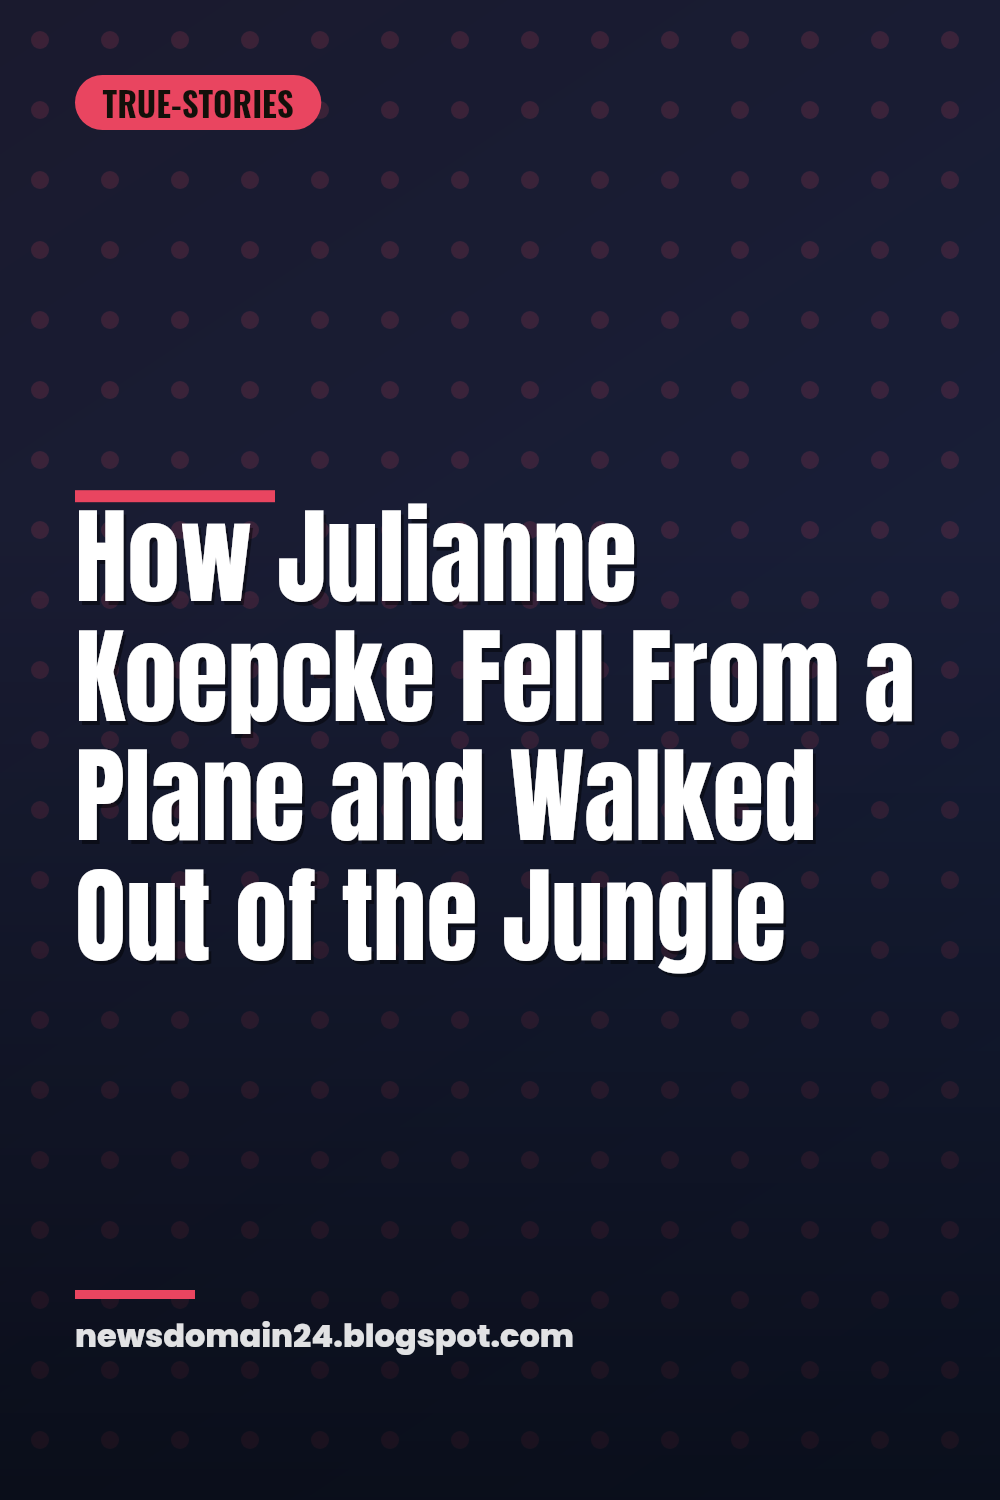 TRUE-STORIES
How Julianne
Koepcke Fell From a
Plane and Walked
Out of the Jungle
newsdomain24.blogspot.com